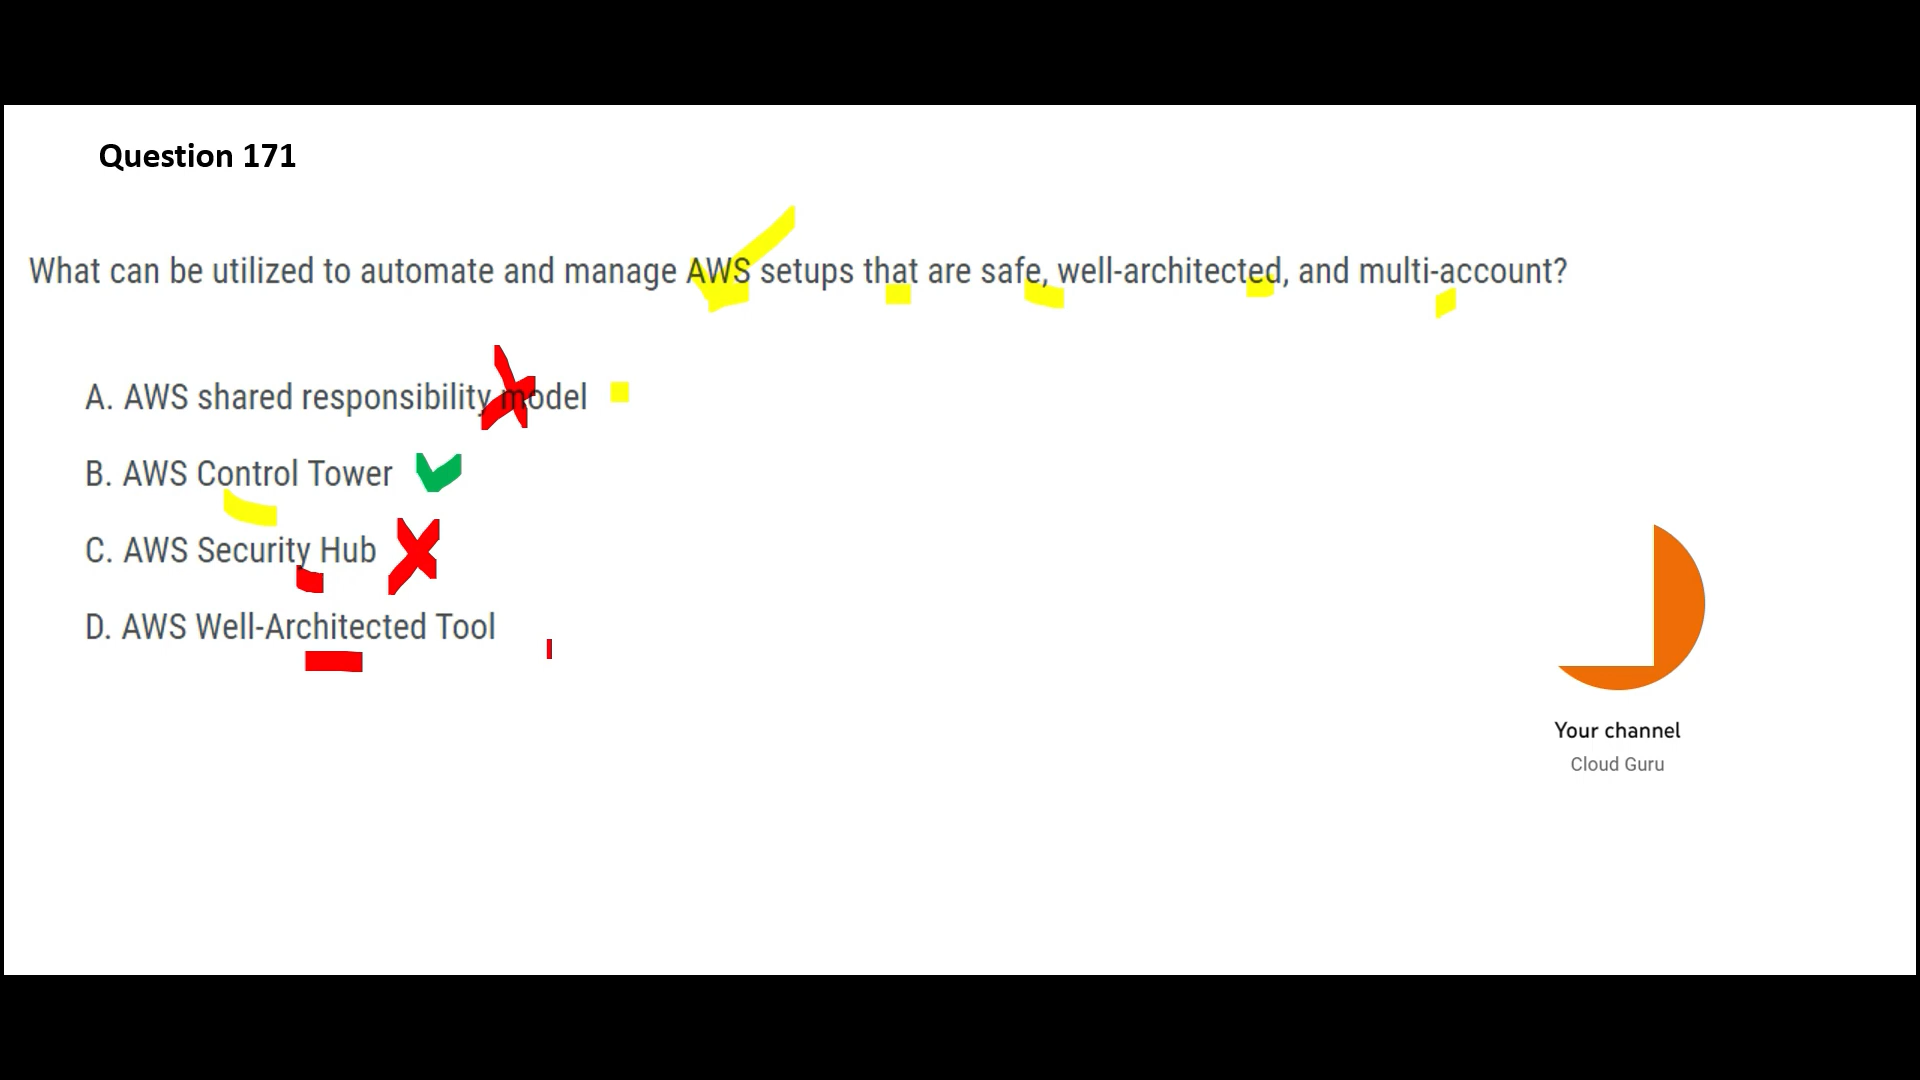 Question 171
What can be utilized to automate and manage AWS setups that are safe, well-architected, and multi-account?
A. AWS shared responsibility model
B. AWS Control Tower
C. AWS Security Hub
D. AWS Well-Architected Tool
Your channel
Cloud Guru